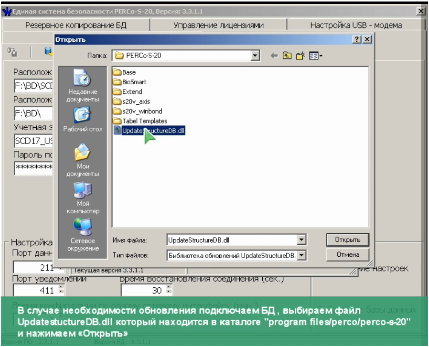 Единая система безопасности PERCo-S-20, Версия 3.3.1.1
Резервное копирование БД Управление лицензиями Настройка USB - модема
Открыть
Папка: PERCo-S-20
Располож
F:\BD\SCD
Располож
F:\BD\
Учетная з
SCD17_US
Пароль по
Недавние документы
Рабочий стол
Мои документы
Мой компьютер
Сетевое окружение
Base
BioSmart
Extend
s20v_axis
s20v_winbond
Tabel Templates
UpdateStructureDB.dll
Имя файла: UpdateStructureDB.dll Открыть
Тип файлов: Библиотека обновлений UpdateStructureDB. Отмена
Настройка
Порт данн
211
Текущая версия 3.3.1.1
ие настроек
Порт уведомлений
Время восстановления соединения (сек.)
411 30
В случае необходимости обновления подключаем БД , выбираем файл
UpdatestuctureDB.dll который находится в каталоге "program files/perco/perco-s-20"
и нажимаем «Открыть»